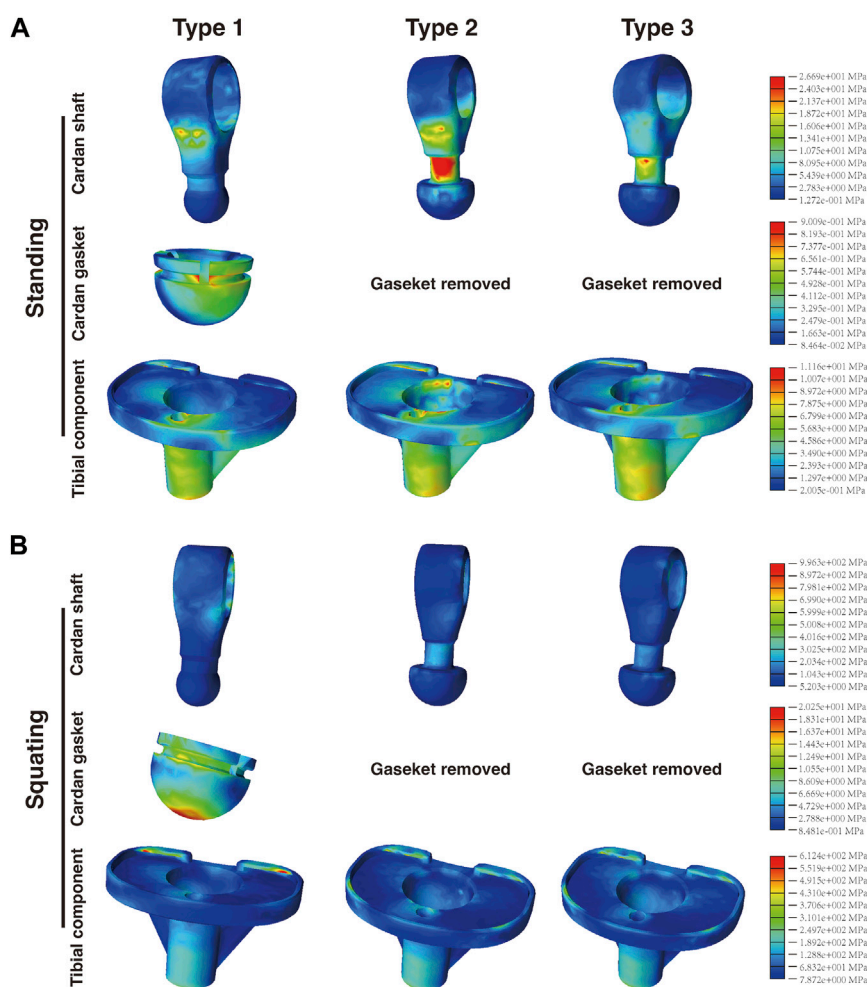 A
Type 1
Type 2
Type 3
Standing
Cardan shaft
2.669e+001 MPa
2.403e+001 MPa
2.137e+001 MPa
1.872e+001 MPa
1.606e+001 MPa
1.341e+001 MPa
1.075e+001 MPa
8.095e+000 MPa
5.439e+000 MPa
2.783e+000 MPa
1.272e-001 MPa
Cardan gasket
Gaseket removed
Gaseket removed
9.009e-001 MPa
8.193e-001 MPa
7.377e-001 MPa
6.561e-001 MPa
5.744e-001 MPa
4.928e-001 MPa
4.112e-001 MPa
3.295e-001 MPa
2.479e-001 MPa
1.663e-001 MPa
8.464e-002 MPa
Tibial component
1.116e+001 MPa
1.007e+001 MPa
8.972e+000 MPa
7.875e+000 MPa
6.799e+000 MPa
5.683e+000 MPa
4.586e+000 MPa
3.490e+000 MPa
2.393e+000 MPa
1.297e+000 MPa
2.005e-001 MPa
B
Squating
Cardan shaft
9.963e+002 MPa
8.972e+002 MPa
7.981e+002 MPa
6.990e+002 MPa
5.999e+002 MPa
5.008e+002 MPa
4.016e+002 MPa
3.025e+002 MPa
2.034e+002 MPa
1.043e+002 MPa
5.203e+000 MPa
Cardan gasket
Gaseket removed
Gaseket removed
2.025e+001 MPa
1.831e+001 MPa
1.637e+001 MPa
1.443e+001 MPa
1.249e+001 MPa
1.055e+001 MPa
8.609e+000 MPa
6.669e+000 MPa
4.729e+000 MPa
2.788e+000 MPa
8.481e-001 MPa
Tibial component
6.124e+002 MPa
5.519e+002 MPa
4.915e+002 MPa
4.310e+002 MPa
3.706e+002 MPa
3.101e+002 MPa
2.497e+002 MPa
1.892e+002 MPa
1.288e+002 MPa
6.832e+001 MPa
7.872e+000 MPa